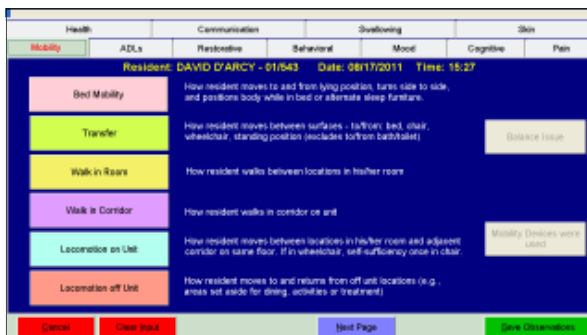 Health Communication Swallowing Skin
Mobility ADLs Restorative Behavioral Mood Cognitive Pain
Resident: DAVID D'ARCY - 01/543 Date: 08/17/2011 Time: 15:27
Bed Mobility
How resident moves to and from lying position, turns side to side,
and positions body while in bed or alternate sleep furniture.
Transfer
How resident moves between surfaces - to/from: bed, chair,
wheelchair, standing position (excludes to/from bath/toilet)
Balance Issue
Walk in Room
How resident walks between locations in his/her room
Walk in Corridor
How resident walks in corridor on unit
Locomotion on Unit
How resident moves between locations in his/her room and adjacent
corridor on same floor. If in wheelchair, self-sufficiency once in chair.
Mobility Devices were
used
Locomotion off Unit
How resident moves to and returns from off unit locations (e.g.,
areas set aside for dining, activities or treatment)
Cancel Clear Input Next Page Save Observations